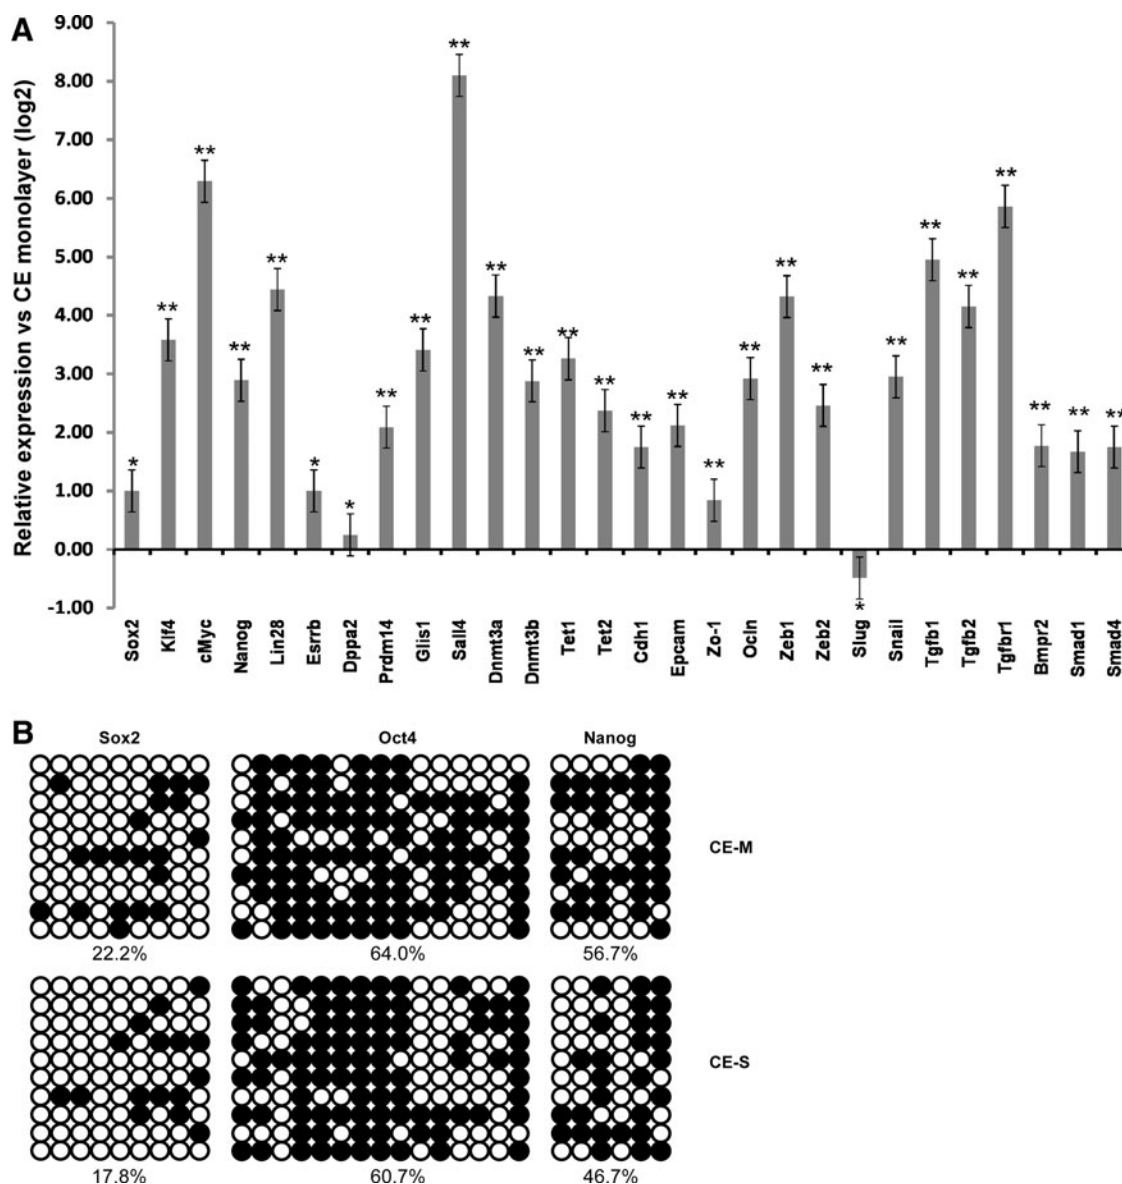 A
Relative expression vs CE monolayer (log2)
9.00
8.00
7.00
6.00
5.00
4.00
3.00
2.00
1.00
0.00
-1.00
*
**
**
**
**
*
*
**
**
**
**
**
**
**
**
**
**
**
**
**
*
**
**
**
**
**
**
**
Sox2
Klf4
cMyc
Nanog
Lin28
Esrrb
Dppa2
Prdm14
Glis1
Sall4
Dnmt3a
Dnmt3b
Tet1
Tet2
Cdh1
Epcam
Zo-1
Ocln
Zeb1
Zeb2
Slug
Snail
Tgfb1
Tgfb2
Tgfbr1
Bmpr2
Smad1
Smad4
B
Sox2 Oct4 Nanog
CE-M
22.2% 64.0% 56.7%
CE-S
17.8% 60.7% 46.7%